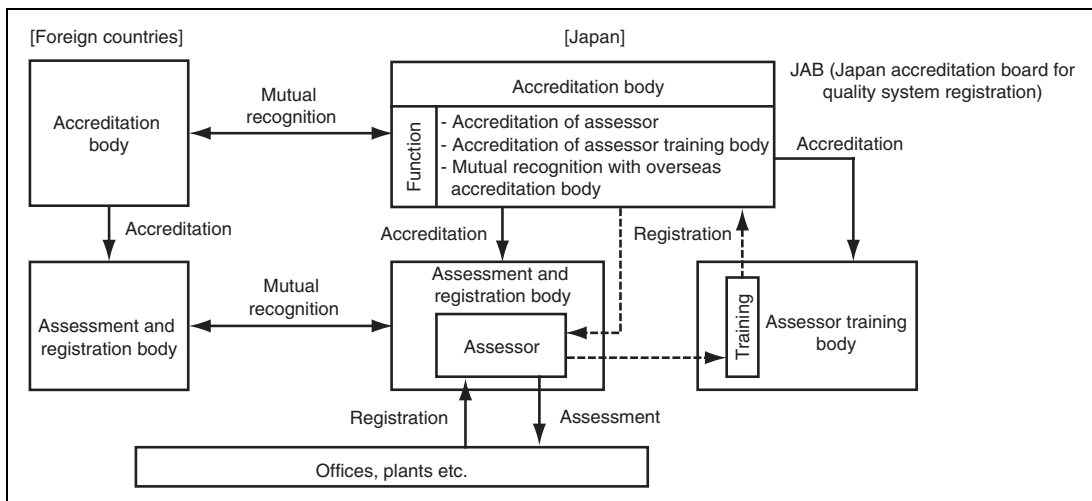 [Foreign countries]
[Japan]
JAB (Japan accreditation board for
quality system registration)
Accreditation
body
Mutual
recognition
Accreditation body
Function
- Accreditation of assessor
- Accreditation of assessor training body
- Mutual recognition with overseas
accreditation body
Accreditation
Accreditation
Accreditation
Registration
Assessment and
registration body
Mutual
recognition
Assessment and
registration body
Assessor
Training
Assessor training
body
Registration
Assessment
Offices, plants etc.